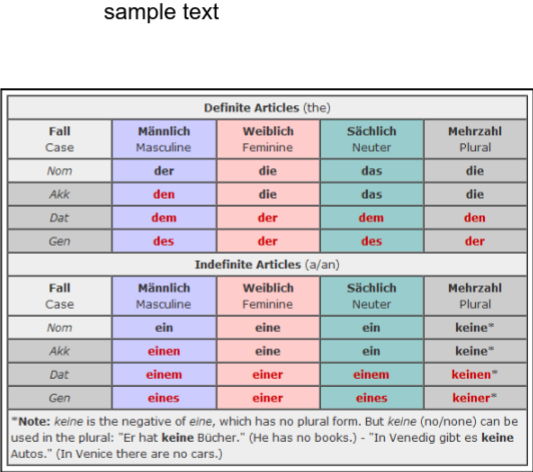 sample text
Definite Articles (the)
Fall Männlich Weiblich Sächlich Mehrzahl
Case Masculine Feminine Neuter Plural
Nom der die das die
Akk den die das die
Dat dem der dem den
Gen des der des der
Indefinite Articles (a/an)
Fall Männlich Weiblich Sächlich Mehrzahl
Case Masculine Feminine Neuter Plural
Nom ein eine ein keine*
Akk einen eine ein keine*
Dat einem einer einem keinen*
Gen eines einer eines keiner*
*Note: keine is the negative of eine, which has no plural form. But keine (no/none) can be
used in the plural: "Er hat keine Bücher." (He has no books.) - "In Venedig gibt es keine
Autos." (In Venice there are no cars.)